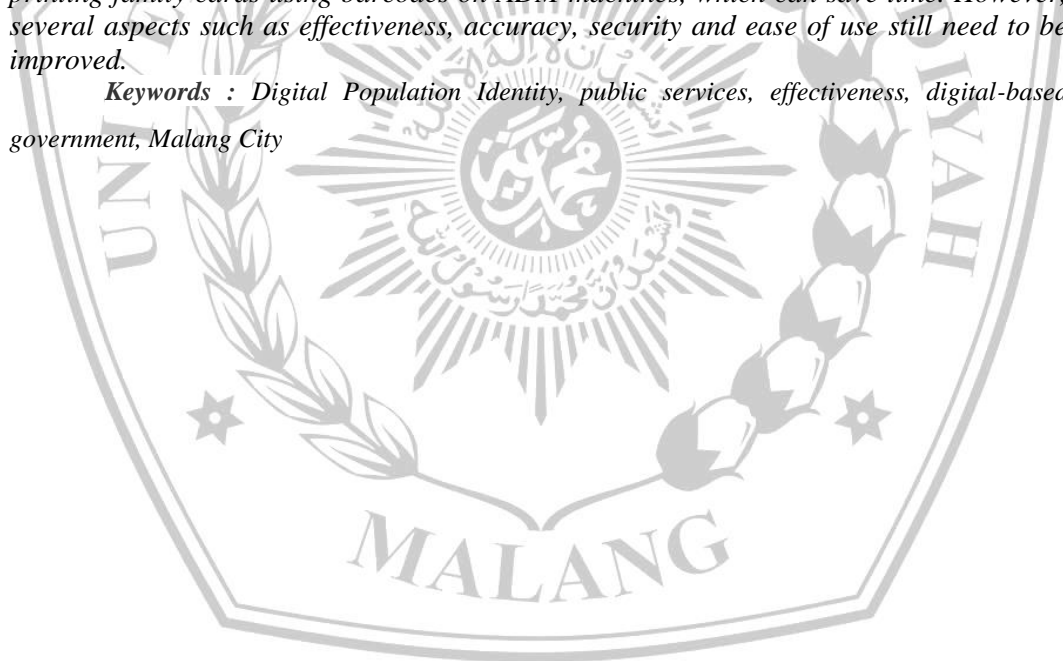 printing family cards using barcodes on ADM machines, which can save time. However,
several aspects such as effectiveness, accuracy, security and ease of use still need to be
improved.
Keywords : Digital Population Identity, public services, effectiveness, digital-based
government, Malang City
MALANG